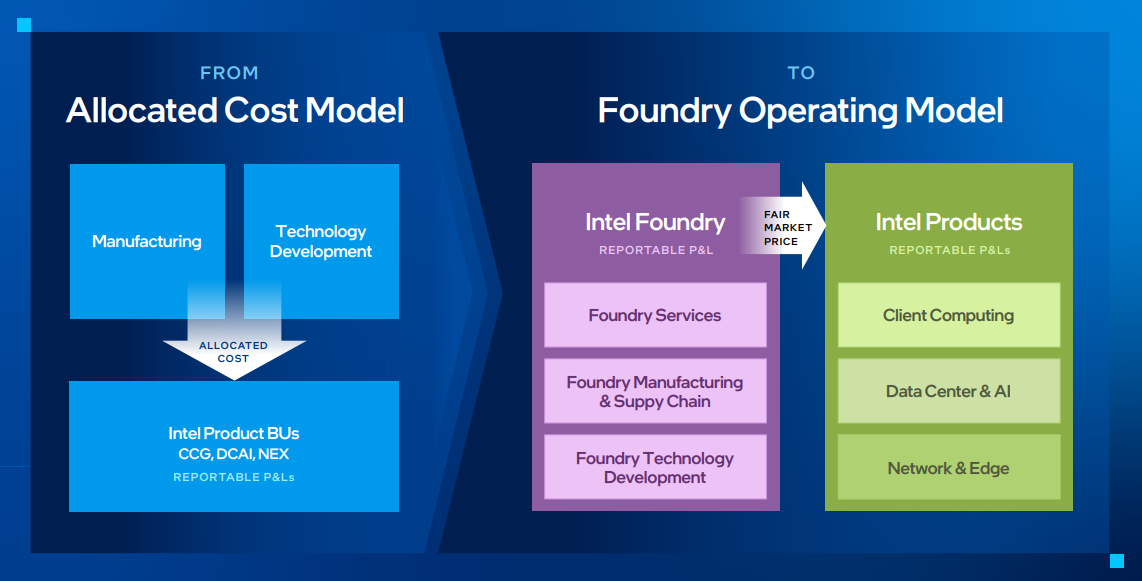 FROM
Allocated Cost Model
Manufacturing
Technology
Development
ALLOCATED
COST
Intel Product BUs
CCG, DCAI, NEX
REPORTABLE P&Ls
TO
Foundry Operating Model
Intel Foundry
REPORTABLE P&L
FAIR
MARKET
PRICE
Intel Products
REPORTABLE P&Ls
Foundry Services
Foundry Manufacturing
& Suppy Chain
Foundry Technology
Development
Client Computing
Data Center & AI
Network & Edge